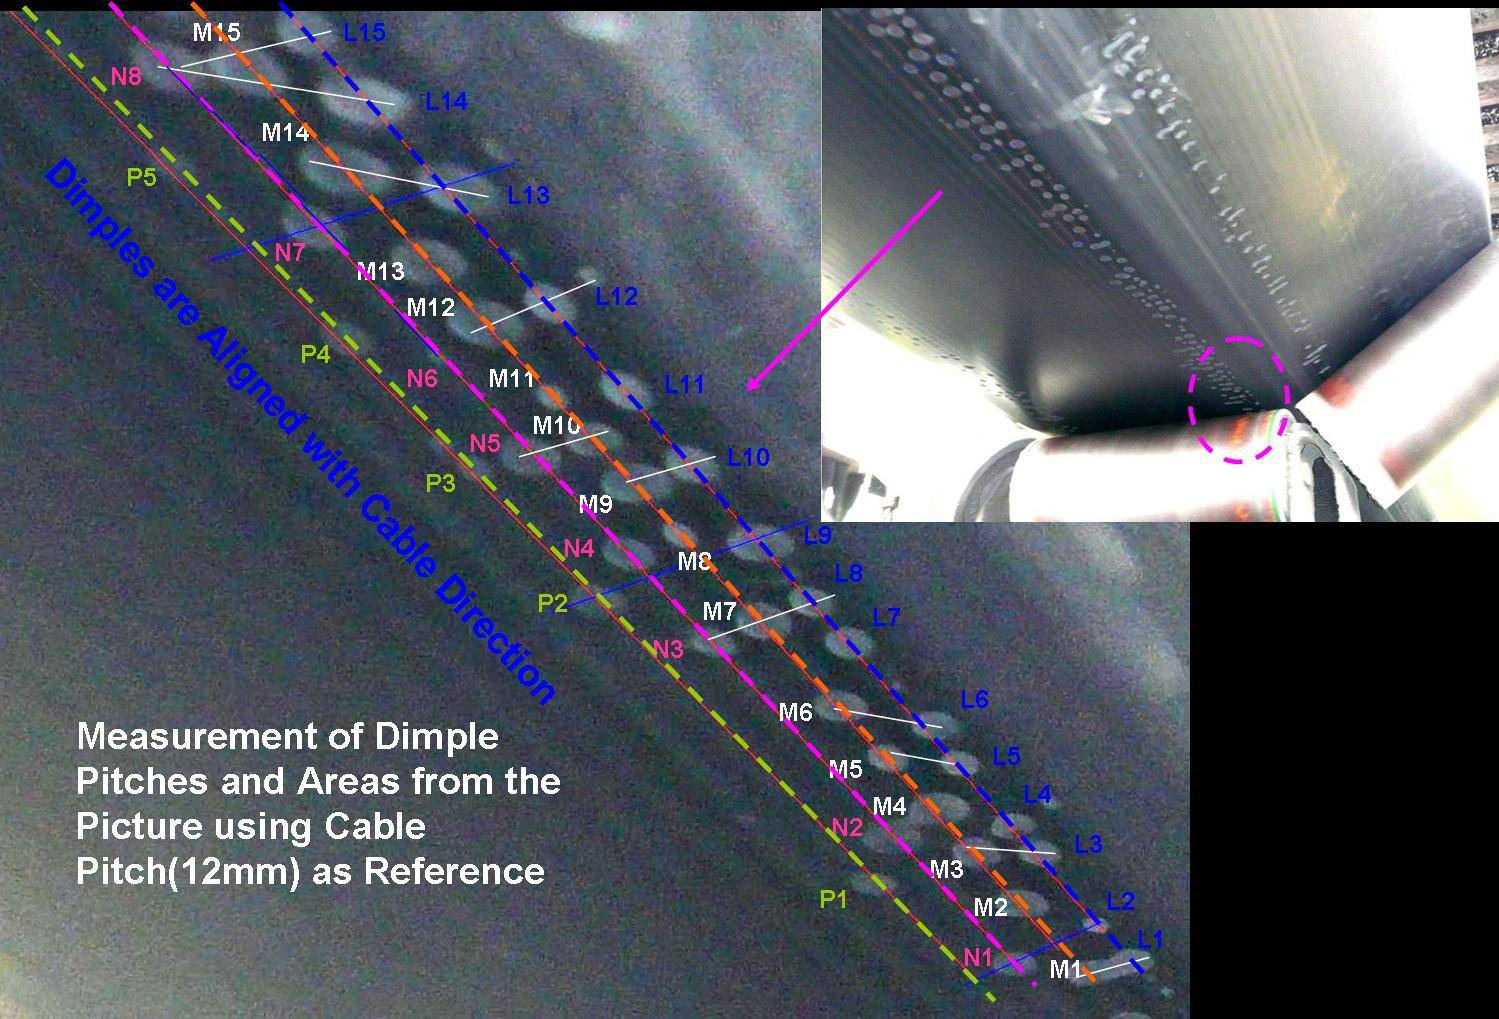 M15
L15
N8
L14
M14
P5
L13
N7
M13
L12
M12
P4
N6
M11
L11
M10
N5
L10
P3
M9
L9
N4
M8
L8
P2
M7
L7
N3
L6
M6
L5
M5
L4
M4
N2
L3
M3
P1
M2
L2
L1
N1
M1
Dimples are Aligned with Cable Direction
Measurement of Dimple
Pitches and Areas from the
Picture using Cable
Pitch(12mm) as Reference